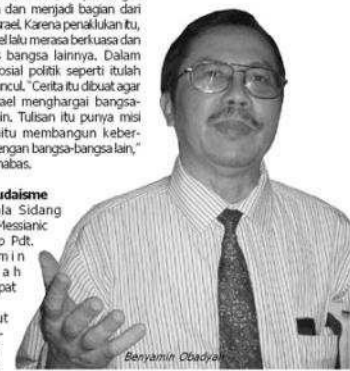 dan menjadi bagian dari
rael. Karena penaklukan itu,
el lalu merasa berkuasa dan
bangsa lainnya. Dalam
osial politik seperti itulah
ncul. "Cerita itu dibuat agar
ael menghargai bangsa-
in. Tulisan itu punya misi
itu membangun keber-
engan bangsa-bangsa lain,"
nabas.
udaisme
la Sidang
Messianic
o Pdt.
min
ah
pat
ut
Benyamin Obadyah